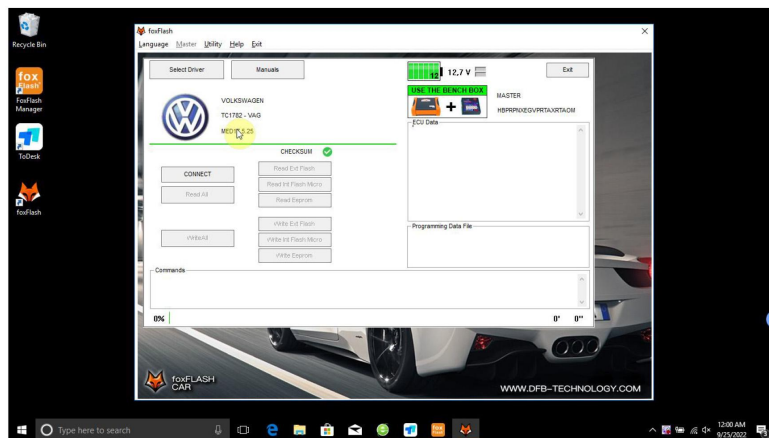 Recycle Bin
fox
Flash
FoxFlash
Manager
ToDesk
foxFlash
foxFlash
Language Master Utility Help Exit
Select Driver
Manuals
12
12,7 V
Exit
VOLKSWAGEN
TC1782 - VAG
USE THE BENCH BOX
+
MASTER
HBPRPNXEGVPRTAXRTAOM
CHECKSUM
ECU Data
CONNECT
Read All
Read Ext Flash
Read Int Flash Micro
Read Eeprom
Write All
Write Ext Flash
Write Int Flash Micro
Write Eeprom
Programming Data File
Commands
0%
0* 0**
foxFLASH
CAR
WWW.DFB-TECHNOLOGY.COM
Type here to search
12:00 AM
9/25/2022